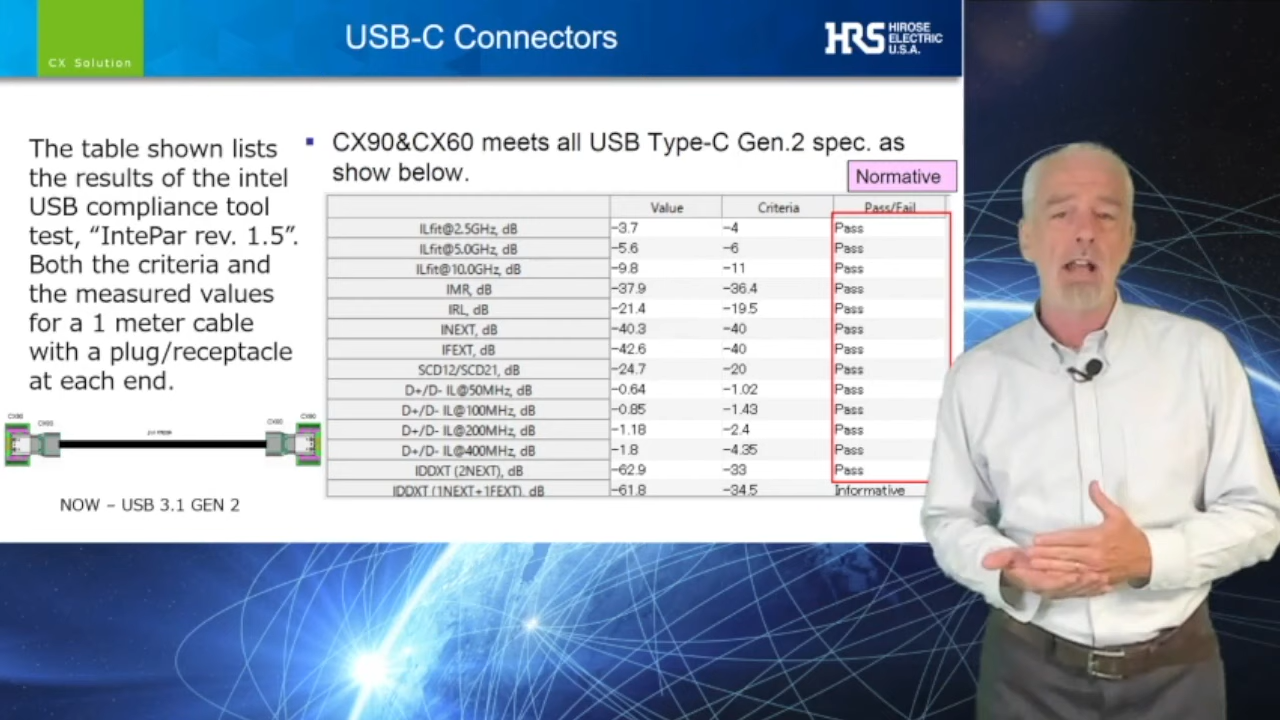 CX Solution
USB-C Connectors
HRS HIROSE
ELECTRIC
U.S.A.
The table shown lists
the results of the intel
USB compliance tool
test, “IntePar rev. 1.5”.
Both the criteria and
the measured values
for a 1 meter cable
with a plug/receptacle
at each end.
CX90
CX60
CX60
CX90
NOW – USB 3.1 GEN 2
▪ CX90&CX60 meets all USB Type-C Gen.2 spec. as
show below.
Normative
Value Criteria Pass/Fail
ILfit@2.5GHz, dB -3.7 -4 Pass
ILfit@5.0GHz, dB -5.6 -6 Pass
ILfit@10.0GHz, dB -9.8 -11 Pass
IMR, dB -37.9 -36.4 Pass
IRL, dB -21.4 -19.5 Pass
INEXT, dB -40.3 -40 Pass
IFEXT, dB -42.6 -40 Pass
SCD12/SCD21, dB -24.7 -20 Pass
D+/D- IL@50MHz, dB -0.64 -1.02 Pass
D+/D- IL@100MHz, dB -0.85 -1.43 Pass
D+/D- IL@200MHz, dB -1.18 -2.4 Pass
D+/D- IL@400MHz, dB -1.8 -4.35 Pass
IDDXT (2NEXT), dB -62.9 -33 Pass
IDDXT (1NEXT+1FEXT), dB -61.8 -34.5 Informative